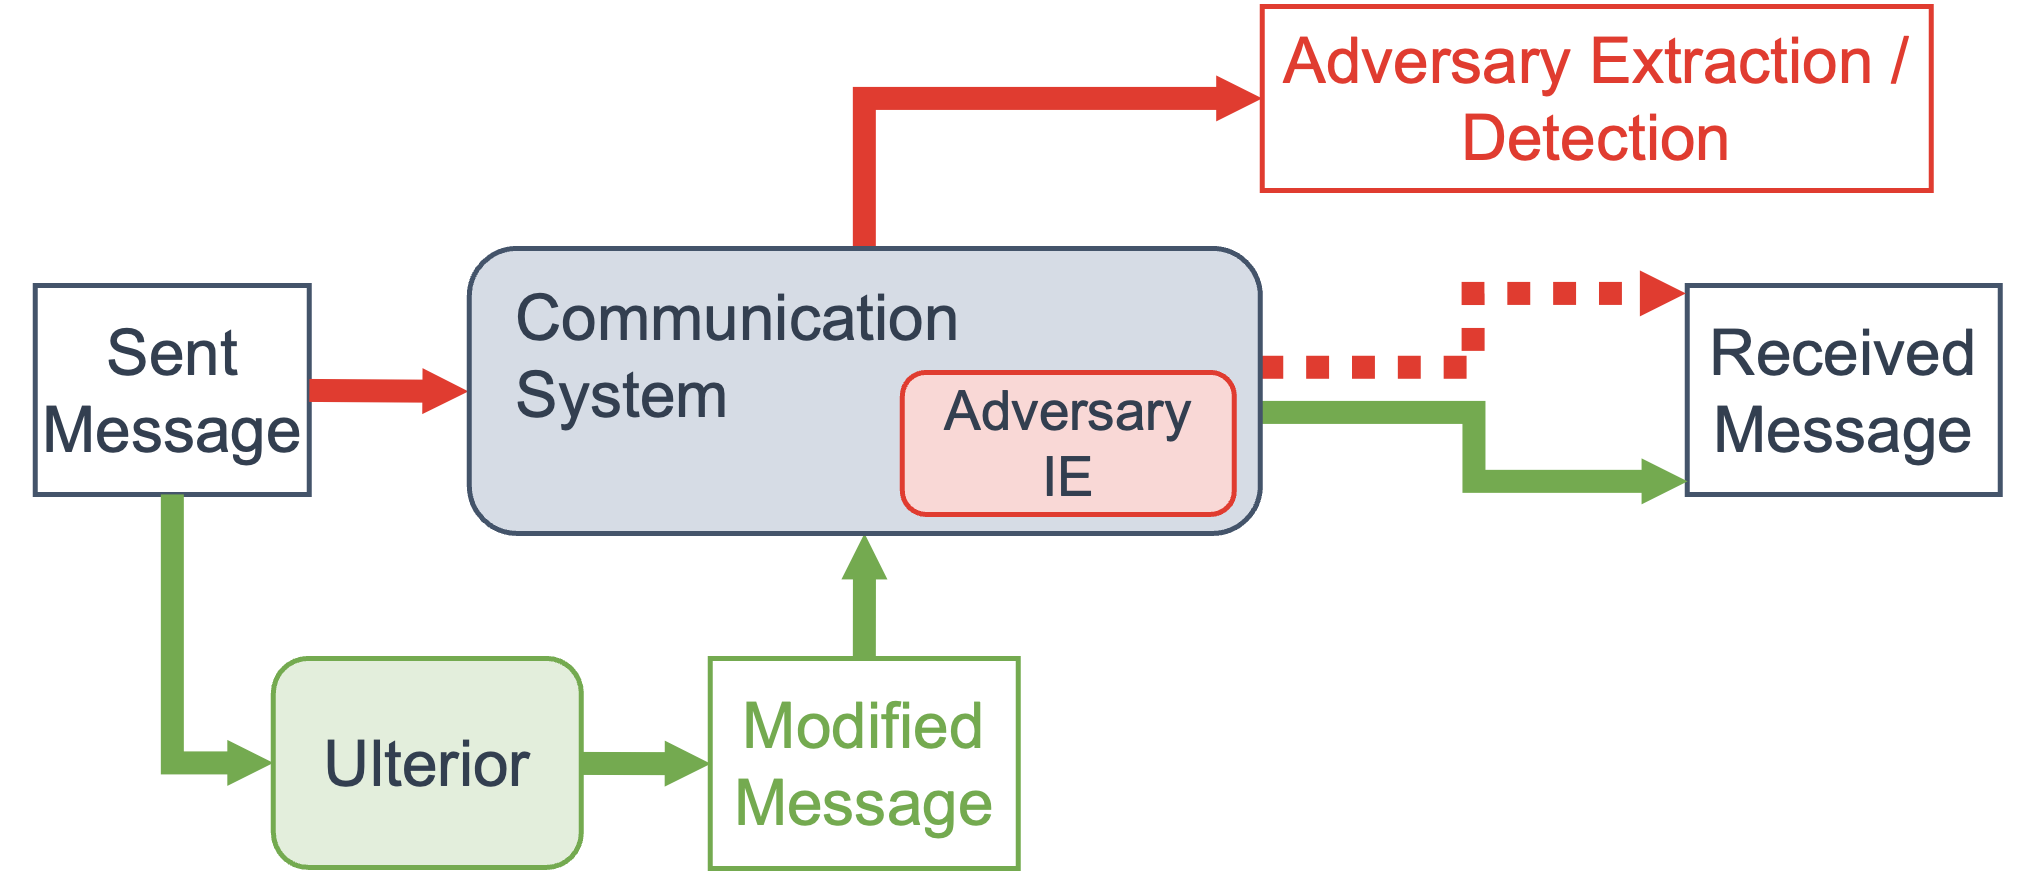 Adversary Extraction /
Detection
Sent
Message
Communication
System
Adversary
IE
Received
Message
Ulterior
Modified
Message